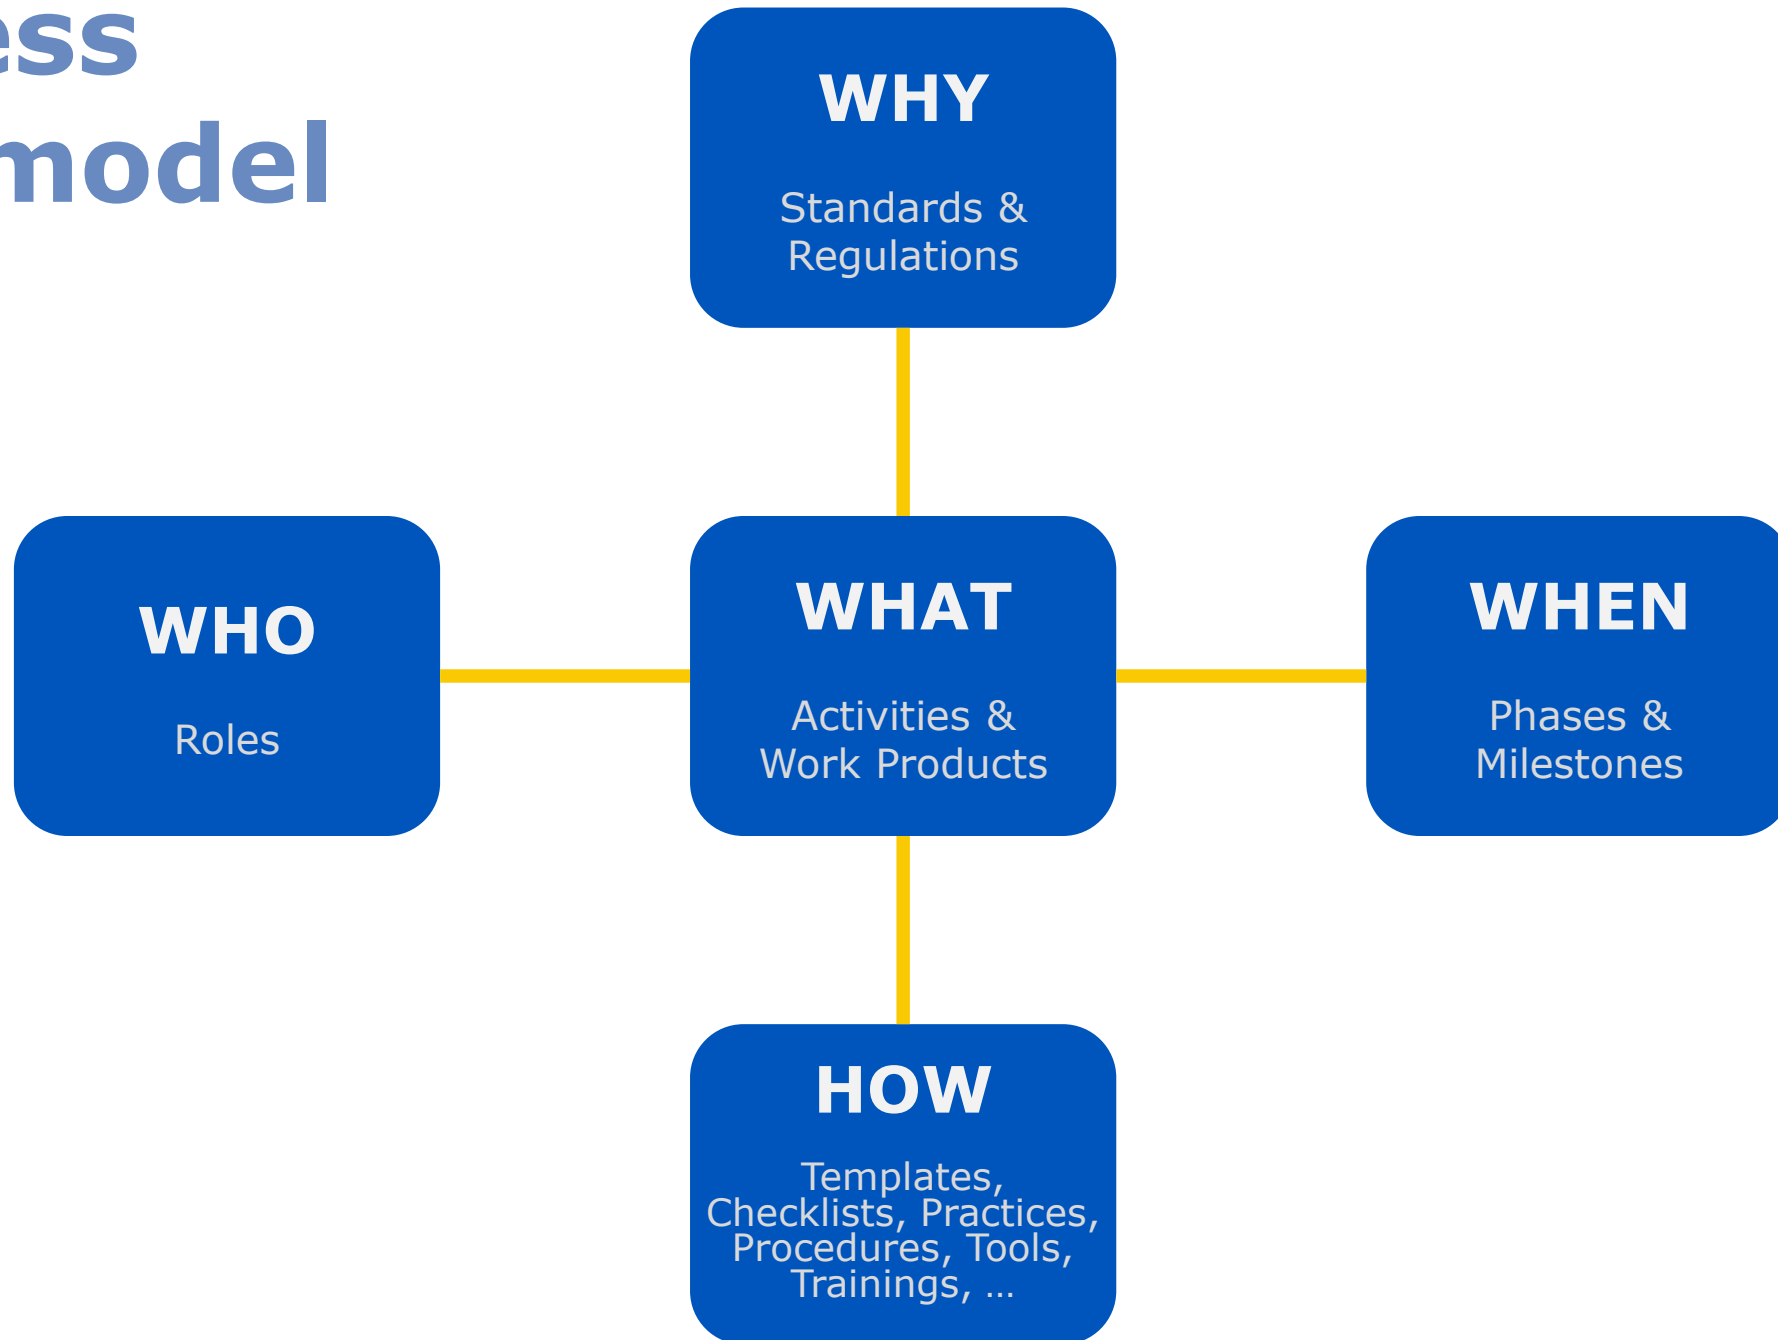 ess
model
WHY
Standards &
Regulations
WHO
Roles
WHAT
Activities &
Work Products
WHEN
Phases &
Milestones
HOW
Templates,
Checklists, Practices,
Procedures, Tools,
Trainings, ...